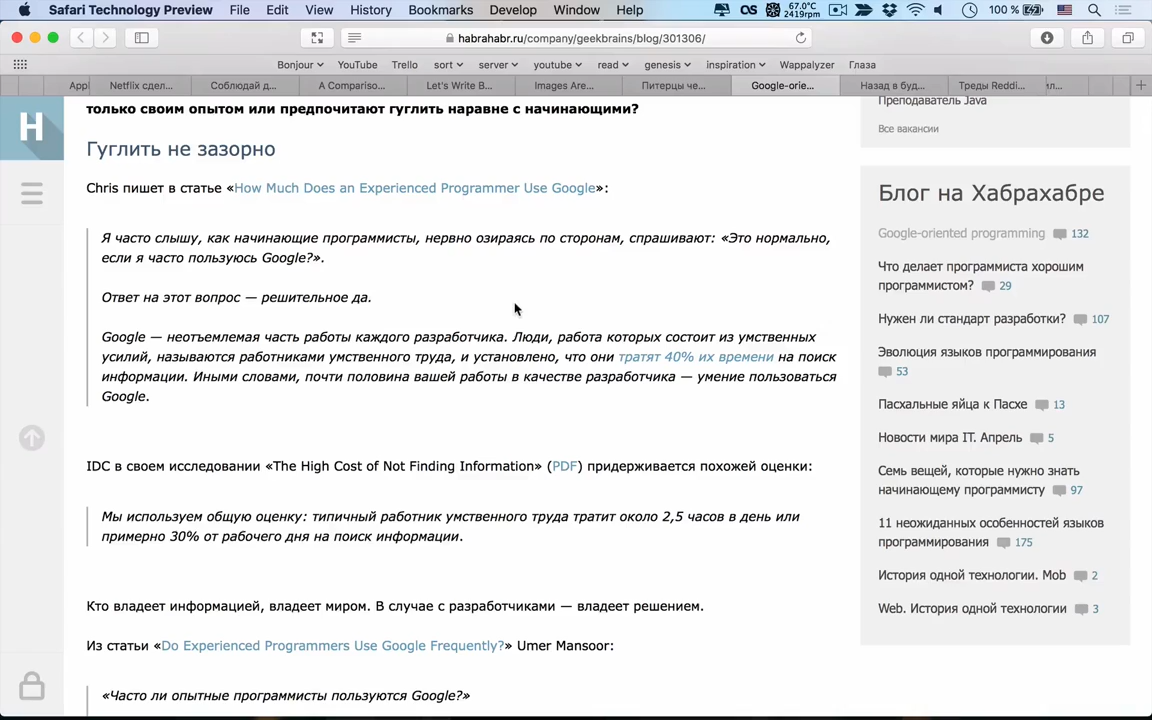 Safari Technology Preview File Edit View History Bookmarks Develop Window Help 67.0°C 2419rpm 100 %
habrahabr.ru/company/geekbrains/blog/301306/
Bonjour YouTube Trello sort server youtube read genesis inspiration Wappalyzer Глаза
Appl Netflix сдел... Соблюдай д... A Compariso... Let's Write B... Images Are... Питерцы че... Google-orie... Назад в буд... Треды Reddi... ил...
только своим опытом или предпочитают гуглить наравне с начинающими?
Гуглить не зазорно
Chris пишет в статье «How Much Does an Experienced Programmer Use Google»:
Я часто слышу, как начинающие программисты, нервно озираясь по сторонам, спрашивают: «Это нормально,
если я часто пользуюсь Google?».
Ответ на этот вопрос — решительное да.
Google — неотъемлемая часть работы каждого разработчика. Люди, работа которых состоит из умственных
усилий, называются работниками умственного труда, и установлено, что они тратят 40% их времени на поиск
информации. Иными словами, почти половина вашей работы в качестве разработчика — умение пользоваться
Google.
IDC в своем исследовании «The High Cost of Not Finding Information» (PDF) придерживается похожей оценки:
Мы используем общую оценку: типичный работник умственного труда тратит около 2,5 часов в день или
примерно 30% от рабочего дня на поиск информации.
Кто владеет информацией, владеет миром. В случае с разработчиками — владеет решением.
Из статьи «Do Experienced Programmers Use Google Frequently?» Umer Mansoor:
«Часто ли опытные программисты пользуются Google?»
Преподаватель Java
Все вакансии
Блог на Хабрахабре
Google-oriented programming 132
Что делает программиста хорошим
программистом? 29
Нужен ли стандарт разработки? 107
Эволюция языков программирования
53
Пасхальные яйца к Пасхе 13
Новости мира IT. Апрель 5
Семь вещей, которые нужно знать
начинающему программисту 97
11 неожиданных особенностей языков
программирования 175
История одной технологии. Mob 2
Web. История одной технологии 3